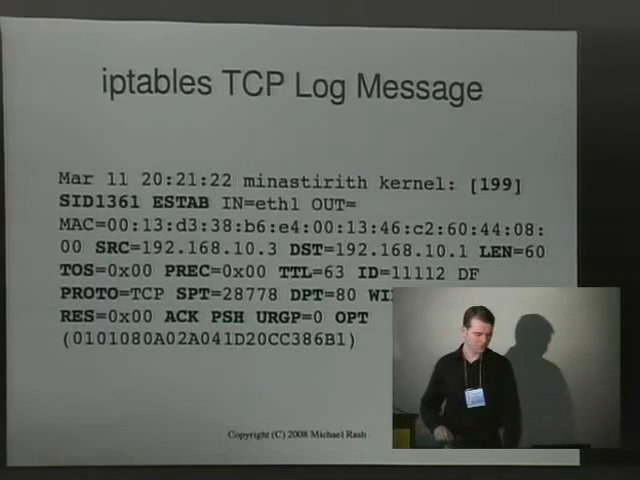 iptables TCP Log Message
Mar 11 20:21:22 minastirith kernel: [199]
SID1361 ESTAB IN=eth1 OUT=
MAC=00:13:d3:38:b6:e4:00:13:46:c2:60:44:08:
00 SRC=192.168.10.3 DST=192.168.10.1 LEN=60
TOS=0x00 PREC=0x00 TTL=63 ID=11112 DF
PROTO=TCP SPT=28778 DPT=80
RES=0x00 ACK PSH URGP=0 OPT
(0101080A02A041D20CC386B1)
Copyright (C) 2008 Michael Rash